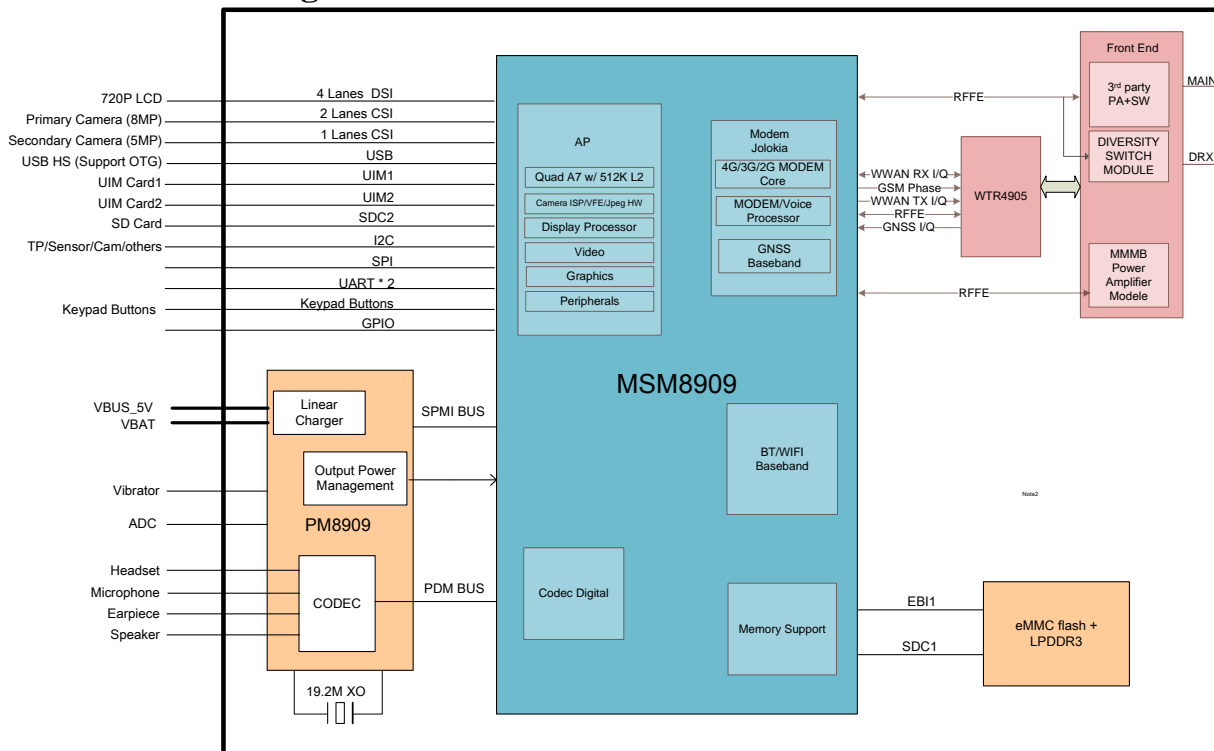 Front End
3rd party
PA+SW
MAIN
DIVERSITY
SWITCH
MODULE
DRX
MMMB
Power
Amplifier
Modele
RFFE
WTR4905
WWAN RX I/Q
GSM Phase
WWAN TX I/Q
RFFE
GNSS I/Q
RFFE
720P LCD
4 Lanes DSI
Primary Camera (8MP)
2 Lanes CSI
Secondary Camera (5MP)
1 Lanes CSI
USB HS (Support OTG)
USB
UIM Card1
UIM1
UIM Card2
UIM2
SD Card
SDC2
TP/Sensor/Cam/others
I2C
SPI
UART * 2
Keypad Buttons
Keypad Buttons
GPIO
AP
Quad A7 w/ 512K L2
Camera ISP/VFE/Jpeg HW
Display Processor
Video
Graphics
Peripherals
Modem
Jolokia
4G/3G/2G MODEM
Core
MODEM/Voice
Processor
GNSS
Baseband
MSM8909
BT/WIFI
Baseband
Codec Digital
Memory Support
VBUS_5V
VBAT
Linear
Charger
SPMI BUS
Output Power
Management
Vibrator
ADC
PM8909
Headset
Microphone
Earpiece
Speaker
CODEC
PDM BUS
19.2M XO
Note2
EBI1
SDC1
eMMC flash +
LPDDR3